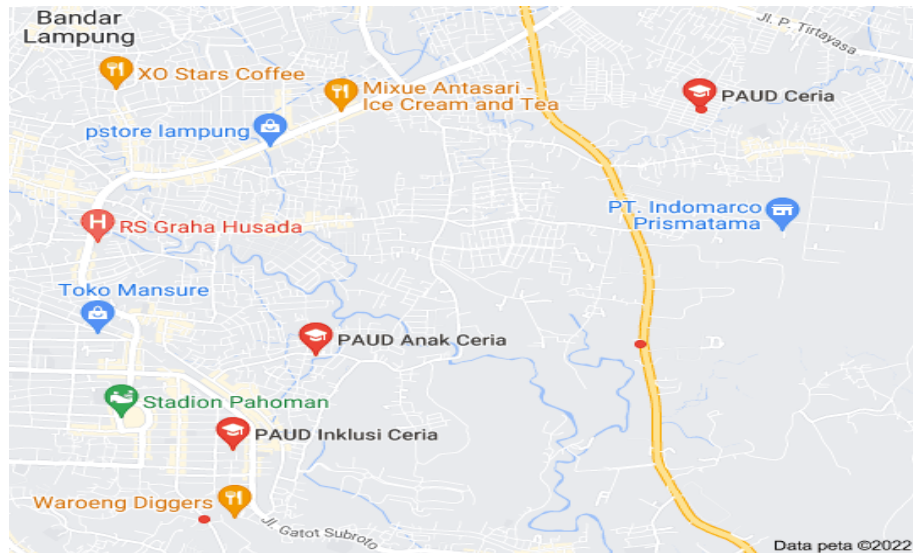 Bandar
Lampung
Jl. P. Tirtayasa
XO Stars Coffee
Mixue Antasari -
Ice Cream and Tea
PAUD Ceria
pstore lampung
PT. Indomarco
Prismatama
H
RS Graha Husada
Toko Mansure
PAUD Anak Ceria
Stadion Pahoman
PAUD Inklusi Ceria
Waroeng Diggers
Jl. Gatot Subroto
Data peta ©2022